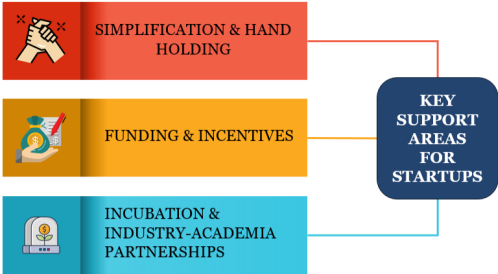 SIMPLIFICATION & HAND
HOLDING
FUNDING & INCENTIVES
INCUBATION &
INDUSTRY-ACADEMIA
PARTNERSHIPS
KEY
SUPPORT
AREAS
FOR
STARTUPS